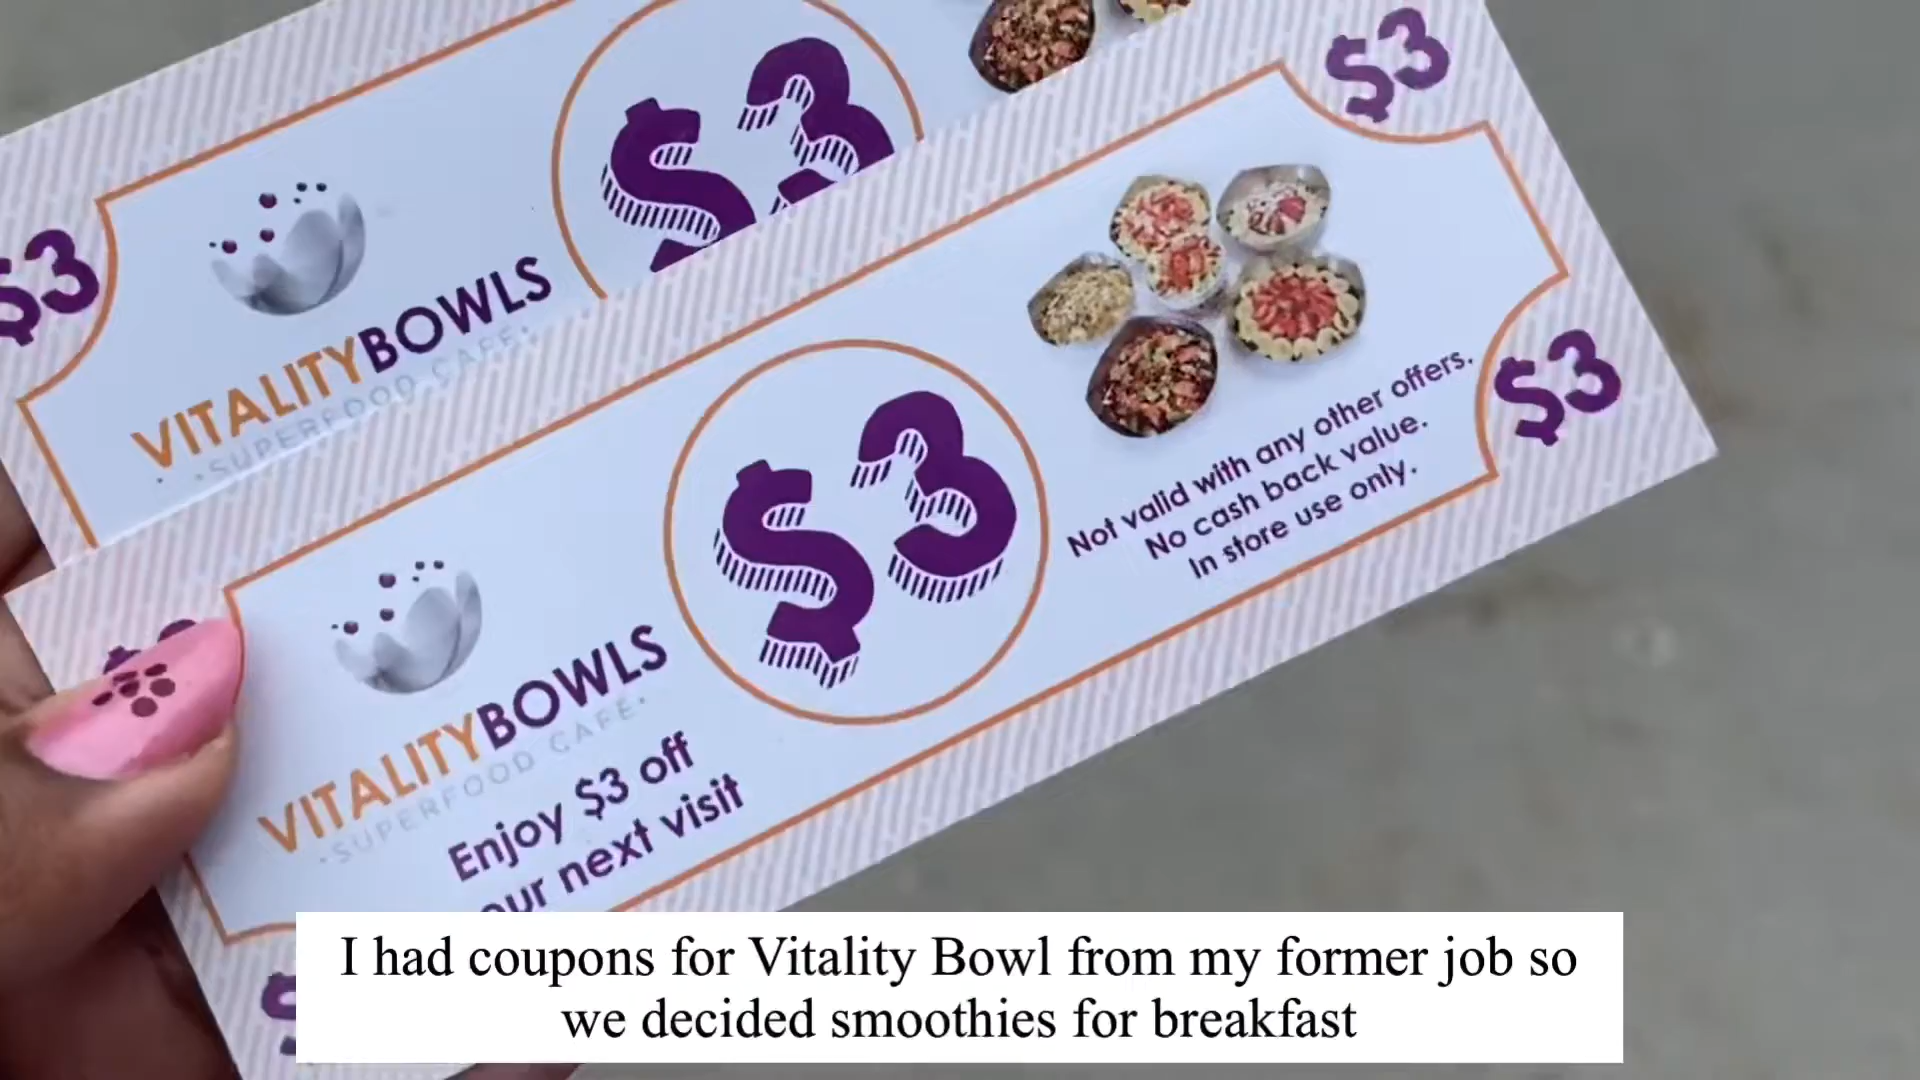 $3
$3
VITALITYBOWLS
•SUPERFOOD CAFE•
$3
$3
Not valid with any other offers.
No cash back value.
In store use only.
$3
$3
VITALITYBOWLS
•SUPERFOOD CAFE•
Enjoy $3 off
next visit
I had coupons for Vitality Bowl from my former job so
we decided smoothies for breakfast